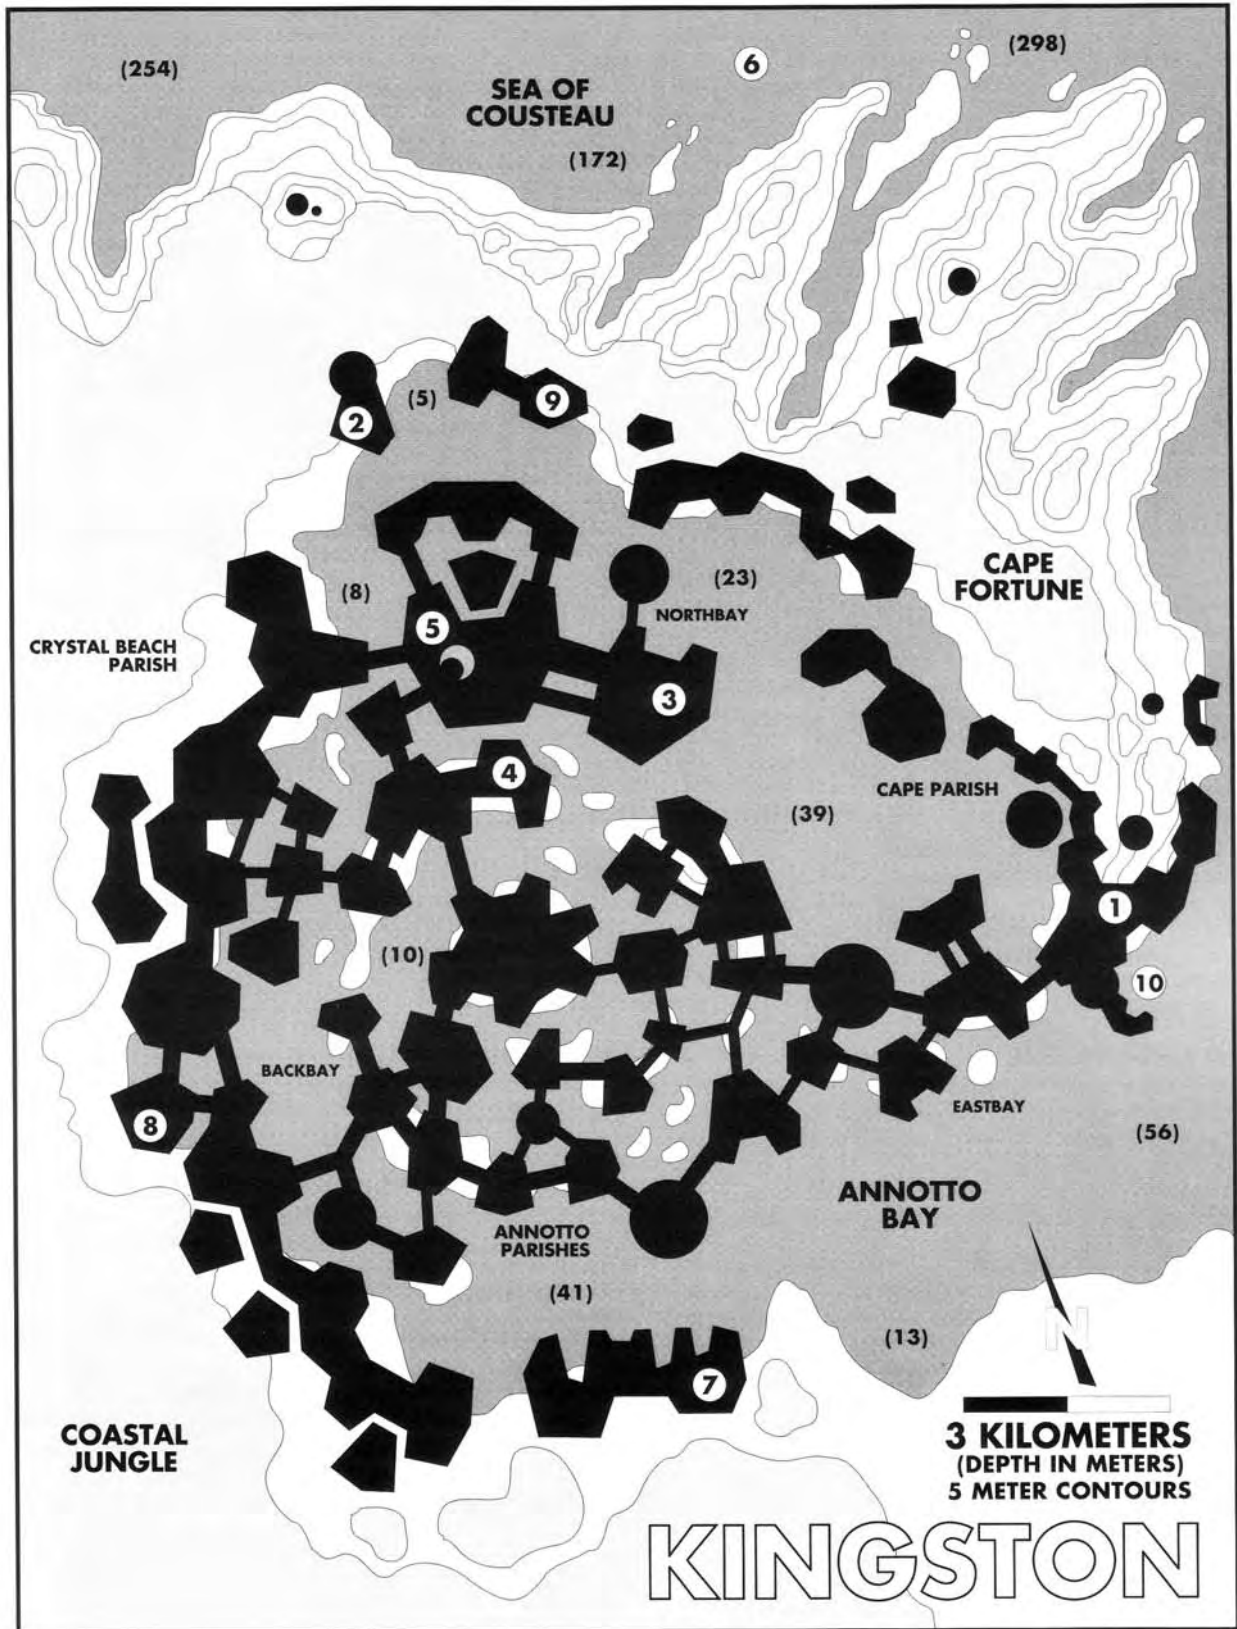 (254)
(298)
6
SEA OF
COUSTEAU
(172)
(5)
9
2
CAPE
FORTUNE
(23)
(8)
NORTHBAY
5
CRYSTAL BEACH
PARISH
3
4
CAPE PARISH
(39)
1
(10)
10
BACKBAY
EASTBAY
8
(56)
ANNOTTO
BAY
ANNOTTO
PARISHES
(41)
N
(13)
7
COASTAL
JUNGLE
3 KILOMETERS
(DEPTH IN METERS)
5 METER CONTOURS
KINGSTON